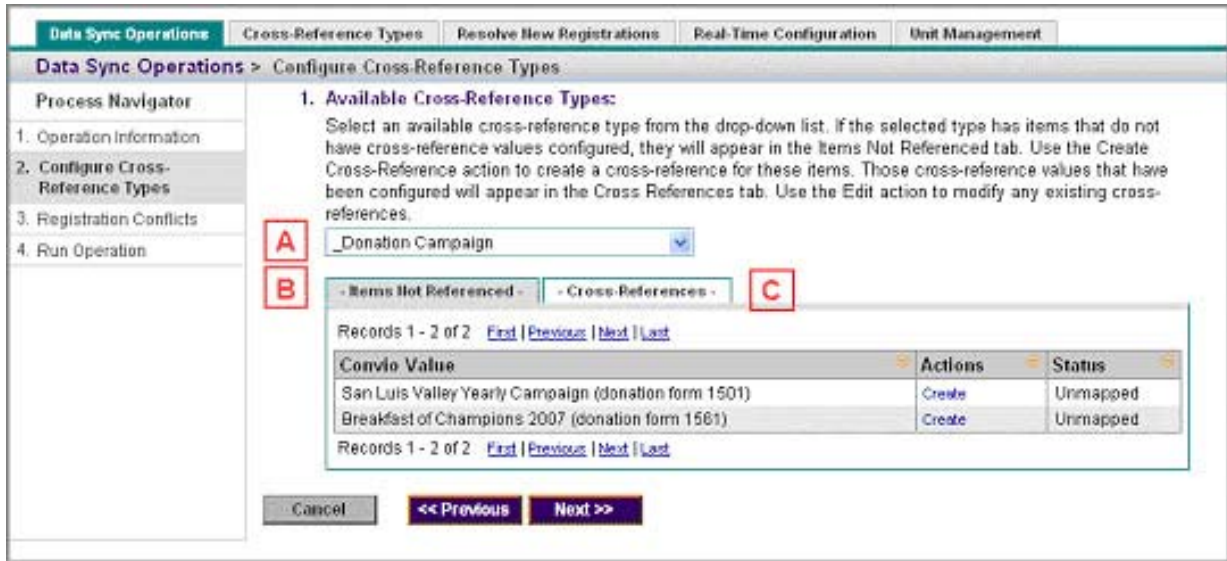 Data Sync Operations Cross-Reference Types Resolve New Registrations Real-Time Configuration Unit Management
Data Sync Operations > Configure Cross-Reference Types
Process Navigator
1. Operation Information
2. Configure Cross-
Reference Types
3. Registration Conflicts
4. Run Operation
1. Available Cross-Reference Types:
Select an available cross-reference type from the drop-down list. If the selected type has items that do not
have cross-reference values configured, they will appear in the Items Not Referenced tab. Use the Create
Cross-Reference action to create a cross-reference for these items. Those cross-reference values that have
been configured will appear in the Cross References tab. Use the Edit action to modify any existing cross-
references.
A
_Donation Campaign
B
- Items Not Referenced - - Cross-References -
C
Records 1 - 2 of 2 First | Previous | Next | Last
Convio Value Actions Status
San Luis Valley Yearly Campaign (donation form 1501) Create Unmapped
Breakfast of Champions 2007 (donation form 1561) Create Unmapped
Records 1 - 2 of 2 First | Previous | Next | Last
Cancel << Previous Next >>